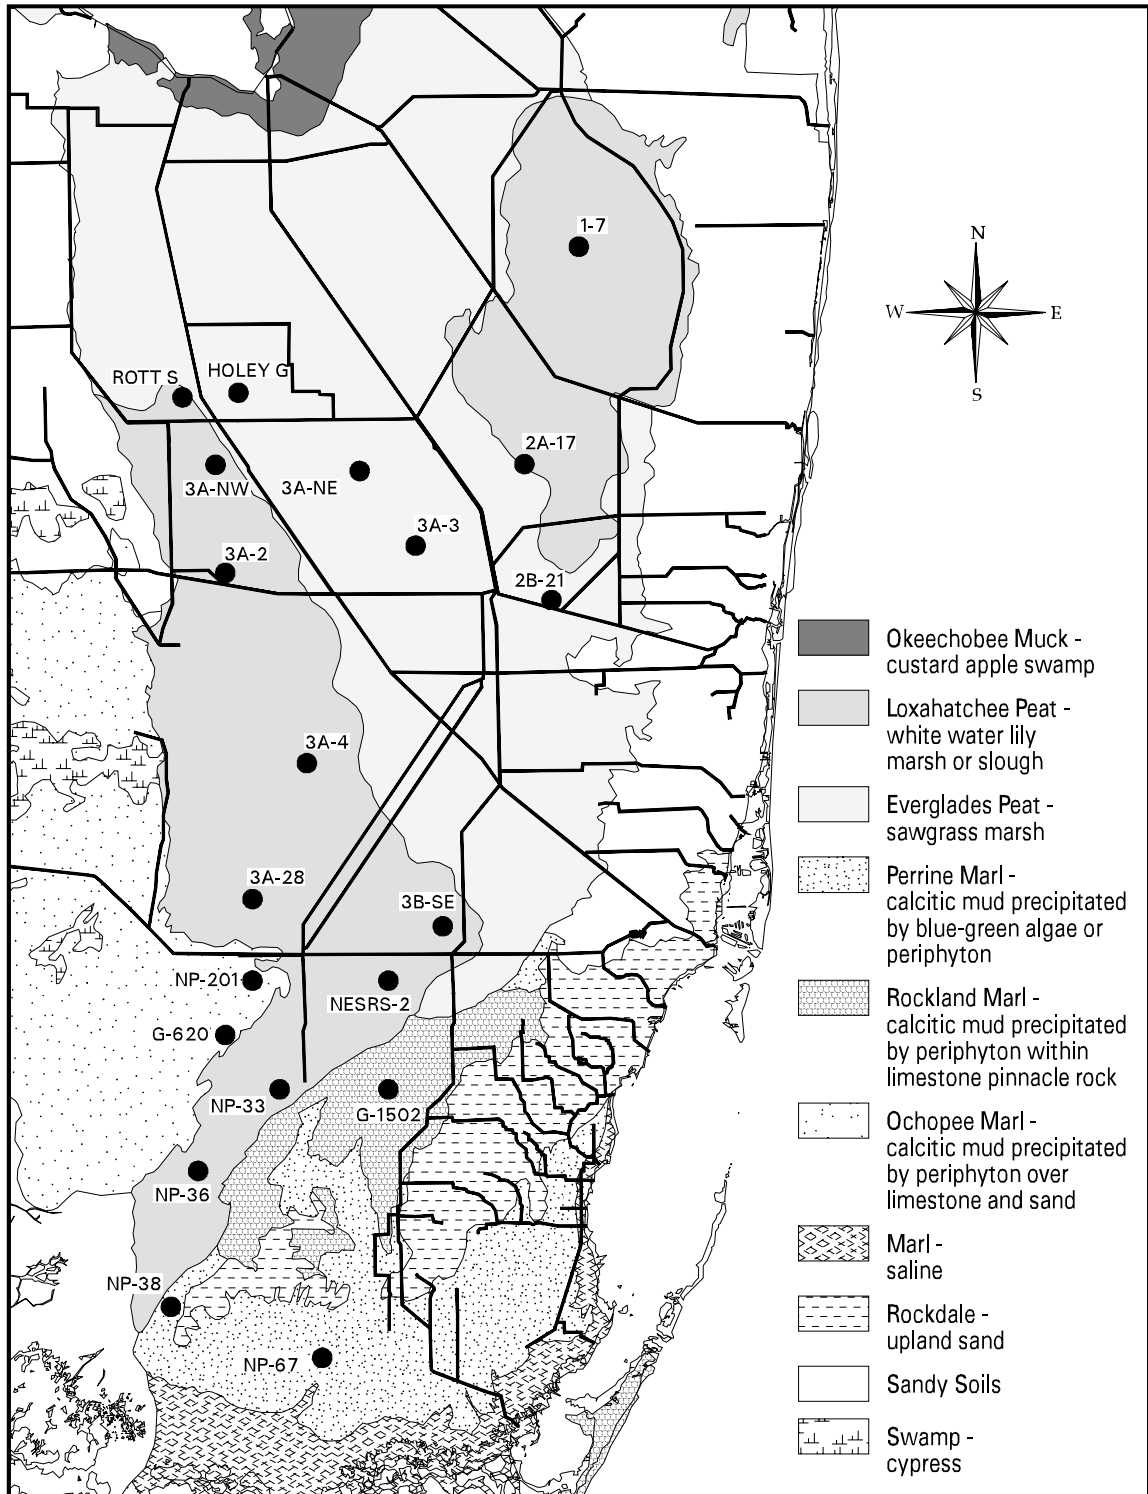 1-7
N
W
E
S
ROTT S
HOLEY G
2A-17
3A-NW
3A-NE
3A-3
3A-2
2B-21
Okeechobee Muck -
custard apple swamp
Loxahatchee Peat -
white water lily
marsh or slough
3A-4
Everglades Peat -
sawgrass marsh
3A-28
3B-SE
Perrine Marl -
calcitic mud precipitated
by blue-green algae or
periphyton
NP-201
NESRS-2
Rockland Marl -
calcitic mud precipitated
by periphyton within
limestone pinnacle rock
G-620
NP-33
G-1502
Ochopee Marl -
calcitic mud precipitated
by periphyton over
limestone and sand
NP-36
Marl -
saline
NP-38
Rockdale -
upland sand
NP-67
Sandy Soils
Swamp -
cypress